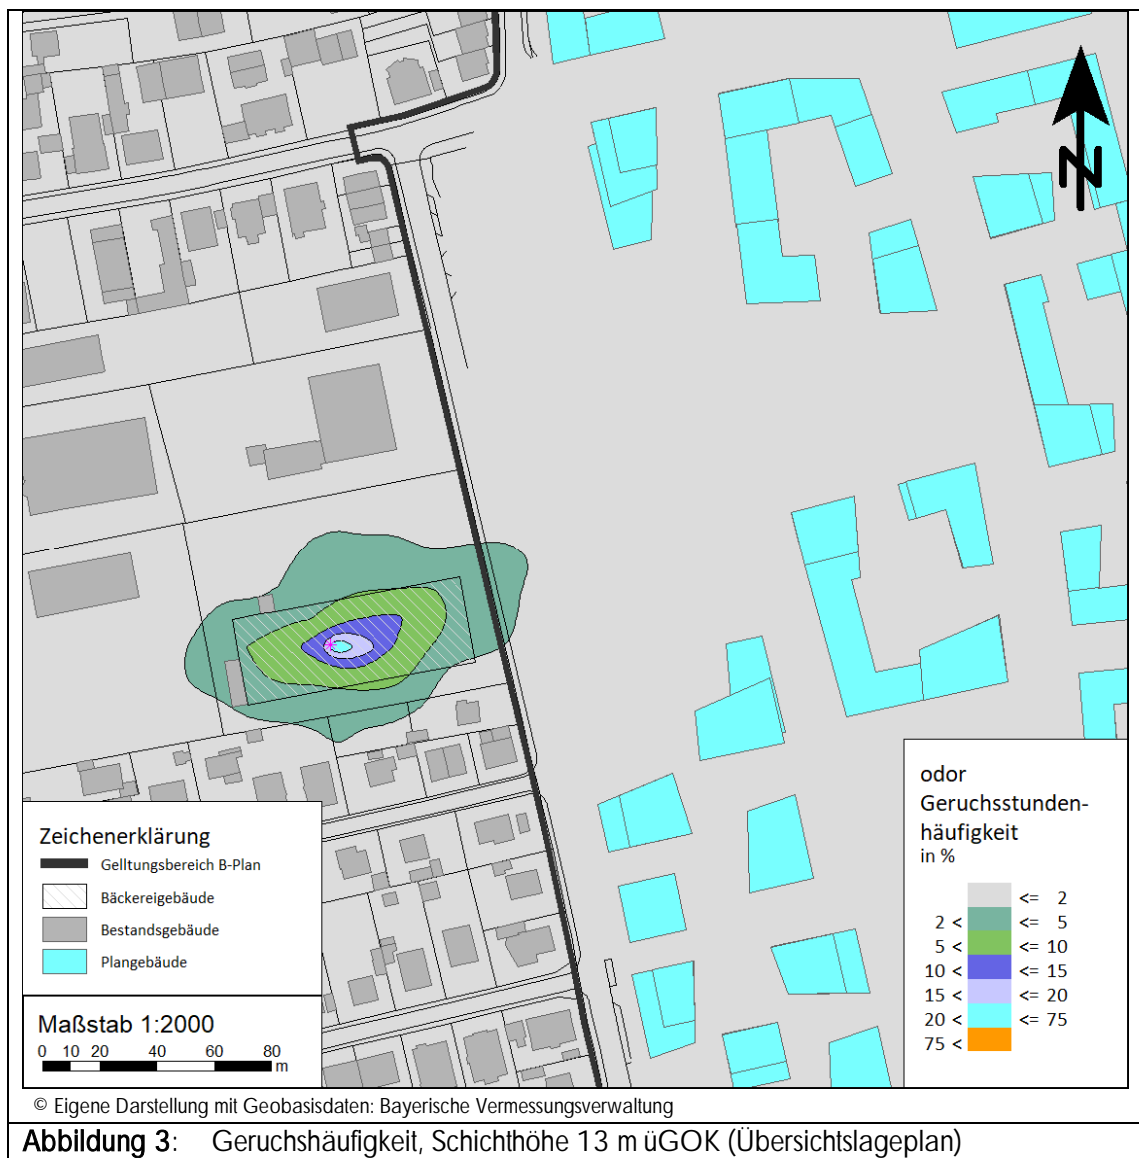 N
odor
Geruchsstunden-
häufigkeit
in %
<= 2
2 < <= 5
5 < <= 10
10 < <= 15
15 < <= 20
20 < <= 75
75 <
Zeichenerklärung
Gelltungsbereich B-Plan
Bäckereigebäude
Bestandsgebäude
Plangebäude
Maßstab 1:2000
0 10 20 40 60 80
m
© Eigene Darstellung mit Geobasisdaten: Bayerische Vermessungsverwaltung
Abbildung 3: Geruchshäufigkeit, Schichthöhe 13 m üGOK (Übersichtslageplan)